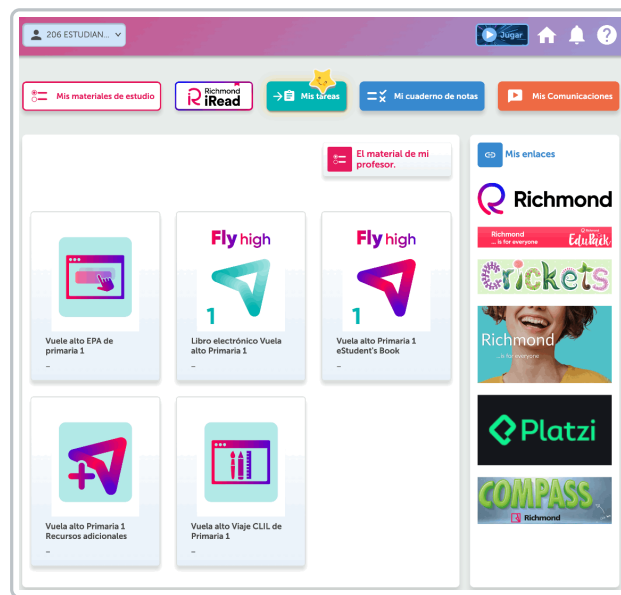 206 ESTUDIAN...
Jugar
Mis materiales de estudio
Richmond
iRead
Mis tareas
Mi cuaderno de notas
Mis Comunicaciones
El material de mi
profesor.
Fly high
1
Fly high
1
Vuele alto EPA de
primaria 1
–
Libro electrónico Vuela
alto Primaria 1
–
Vuela alto Primaria 1
eStudent's Book
–
Vuela alto Primaria 1
Recursos adicionales
–
Vuela alto Viaje CLIL de
Primaria 1
–
Mis enlaces
Richmond
Richmond
... is for everyone
EduPack
Crickets
Richmond
...is for everyone
Platzi
COMPASS
Richmond